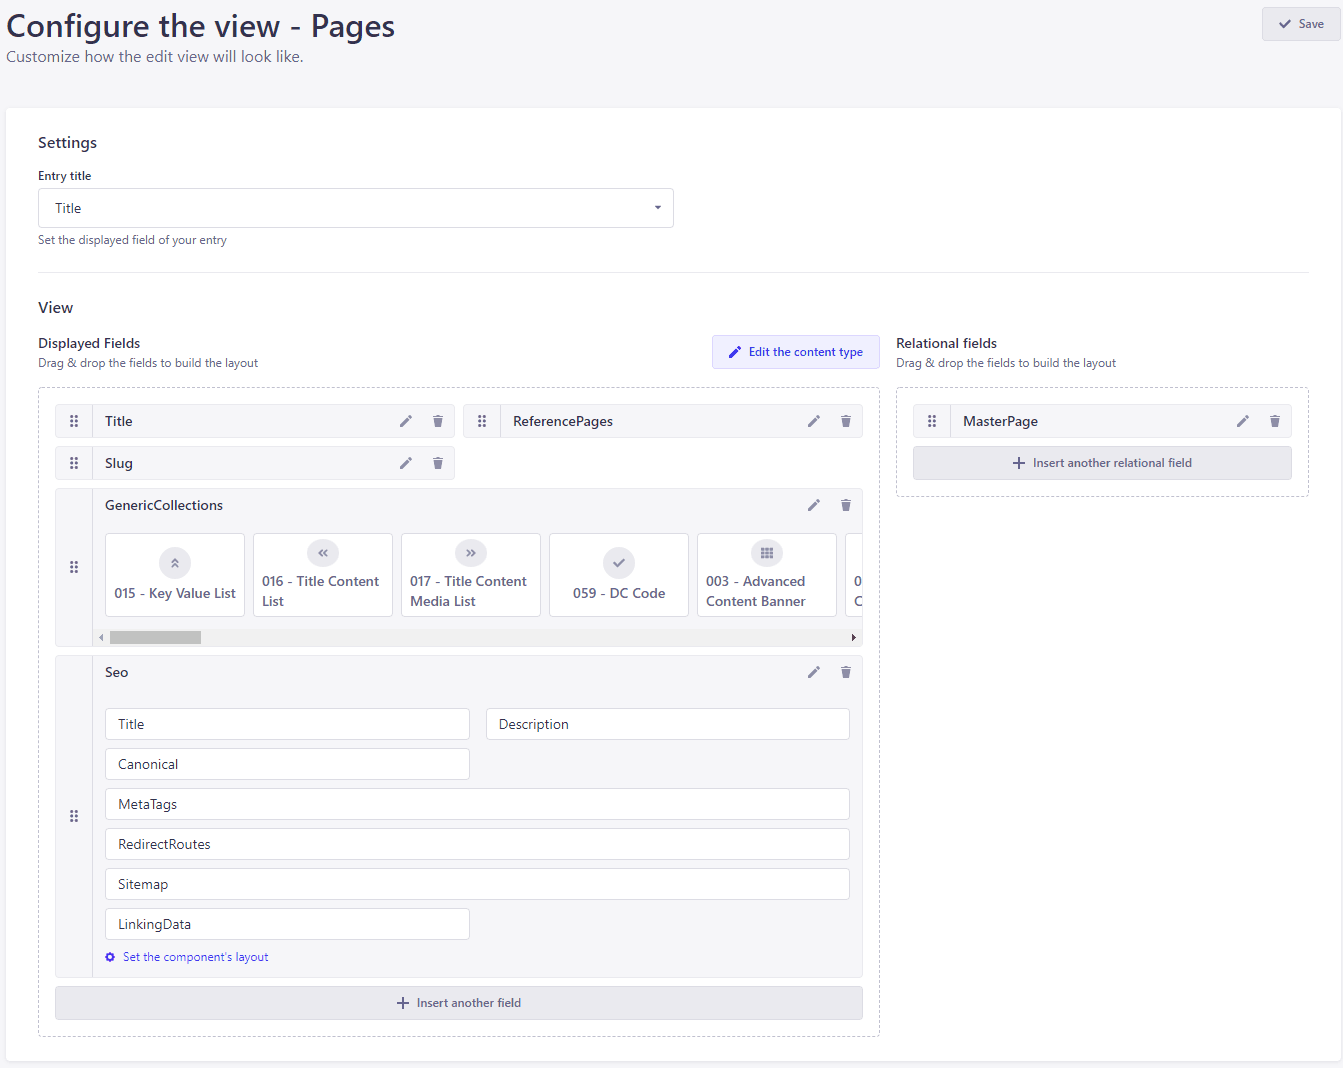 Configure the view - Pages
Customize how the edit view will look like.
Save
Settings
Entry title
Title
Set the displayed field of your entry
View
Displayed Fields
Drag & drop the fields to build the layout
Edit the content type
Relational fields
Drag & drop the fields to build the layout
Title
ReferencePages
MasterPage
Slug
Insert another relational field
GenericCollections
015 - Key Value List
016 - Title Content
List
017 - Title Content
Media List
059 - DC Code
003 - Advanced
Content Banner
Seo
Title
Description
Canonical
MetaTags
RedirectRoutes
Sitemap
LinkingData
Set the component's layout
Insert another field